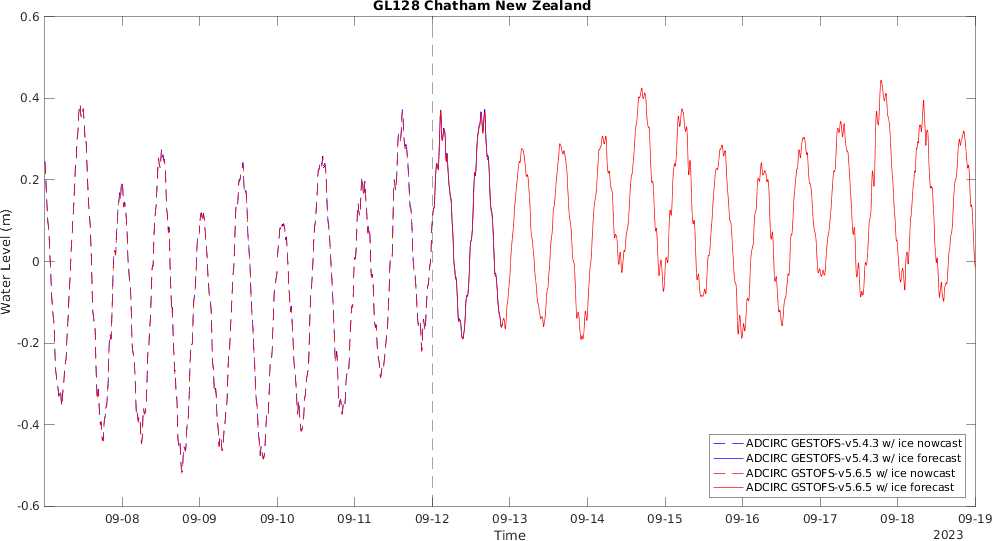 GL128 Chatham New Zealand
0.6
0.4
0.2
0
-0.2
-0.4
-0.6
Water Level (m)
ADCIRC GESTOFS-v5.4.3 w/ ice nowcast
ADCIRC GESTOFS-v5.4.3 w/ ice forecast
ADCIRC GSTOFS-v5.6.5 w/ ice nowcast
ADCIRC GSTOFS-v5.6.5 w/ ice forecast
09-08 09-09 09-10 09-11 09-12 09-13 09-14 09-15 09-16 09-17 09-18 09-19
Time
2023